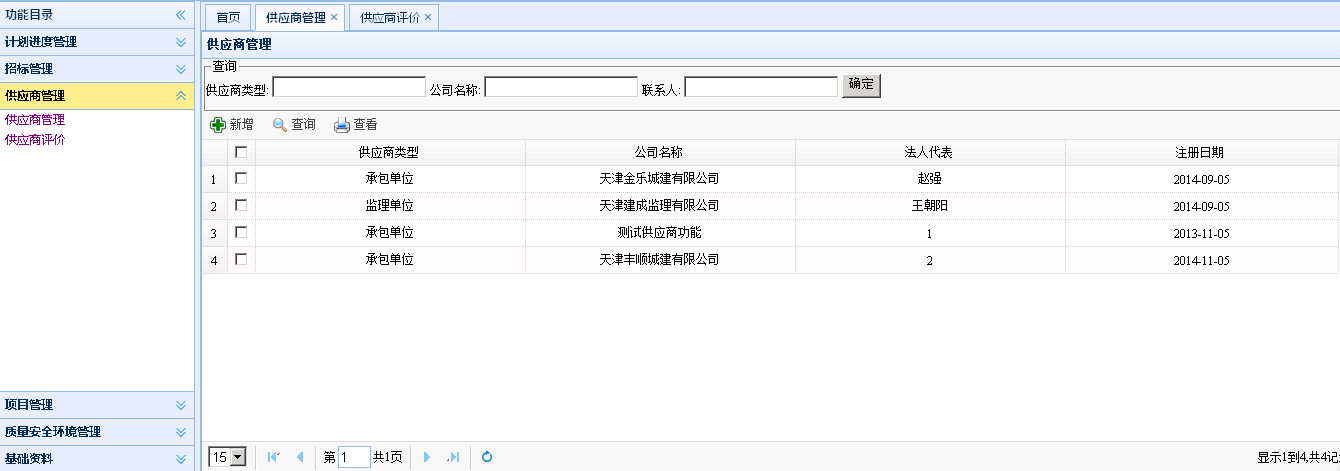 功能目录
计划进度管理
招标管理
供应商管理
供应商管理
供应商评价
项目管理
质量安全环境管理
基础资料
首页 供应商管理 × 供应商评价 ×
供应商管理
查询
供应商类型: 公司名称: 联系人: 确定
新增 查询 查看
供应商类型 公司名称 法人代表 注册日期
1 承包单位 天津金乐城建有限公司 赵强 2014-09-05
2 监理单位 天津建成监理有限公司 王朝阳 2014-09-05
3 承包单位 测试供应商功能 1 2013-11-05
4 承包单位 天津丰顺城建有限公司 2 2014-11-05
15 第 1 共1页 显示1到4,共4记